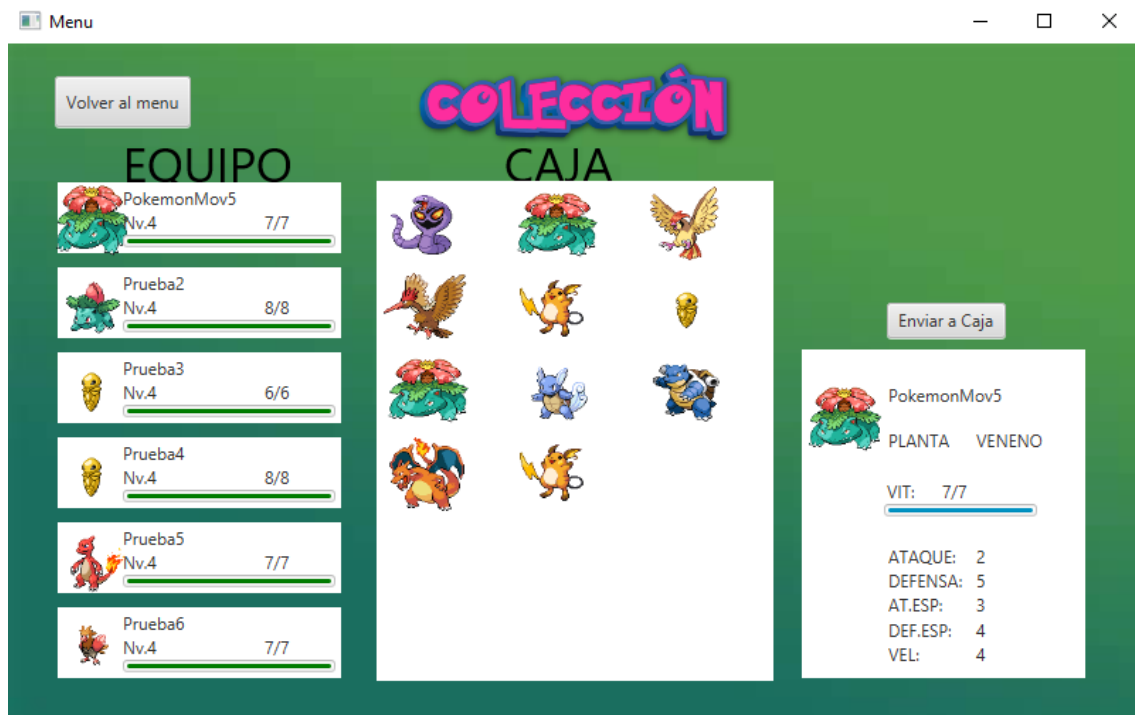 Menu
Volver al menu
COLECCIÓN
EQUIPO
CAJA
PokemonMov5
Nv.4 7/7
Prueba2
Nv.4 8/8
Prueba3
Nv.4 6/6
Prueba4
Nv.4 8/8
Prueba5
Nv.4 7/7
Prueba6
Nv.4 7/7
Enviar a Caja
PokemonMov5
PLANTA VENENO
VIT: 7/7
ATAQUE: 2
DEFENSA: 5
AT.ESP: 3
DEF.ESP: 4
VEL: 4